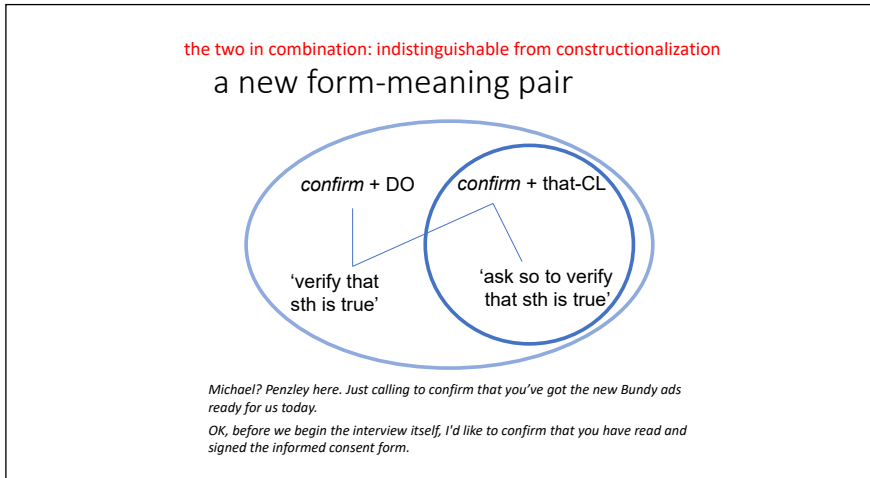 the two in combination: indistinguishable from constructionalization
a new form-meaning pair
confirm + DO
confirm + that-CL
‘verify that
sth is true’
‘ask so to verify
that sth is true’
Michael? Penzley here. Just calling to confirm that you’ve got the new Bundy ads
ready for us today.
OK, before we begin the interview itself, I'd like to confirm that you have read and
signed the informed consent form.